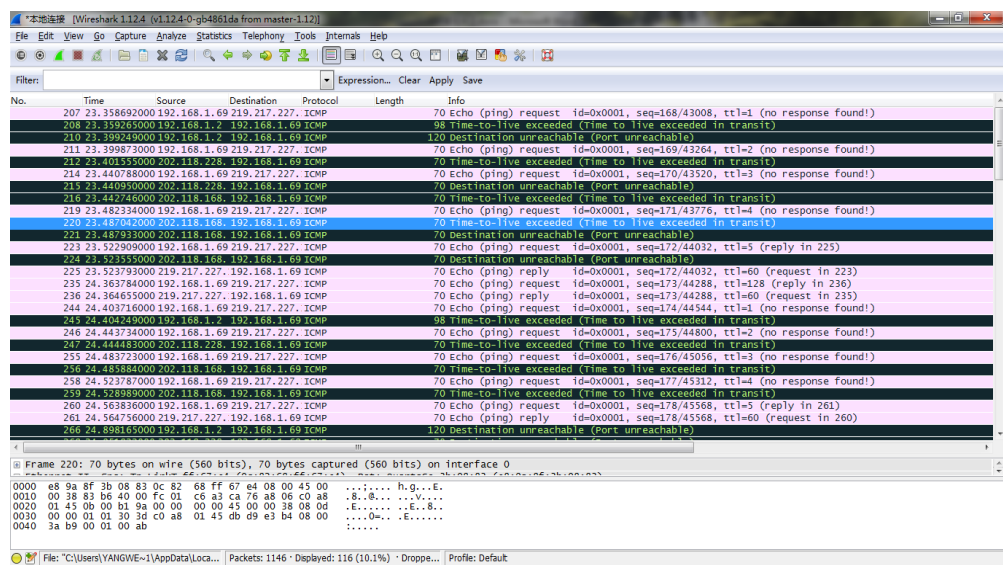 *本地连接 [Wireshark 1.12.4 (v1.12.4-0-gb4861da from master-1.12)]
File Edit View Go Capture Analyze Statistics Telephony Tools Internals Help
Filter: Expression... Clear Apply Save
No. Time Source Destination Protocol Length Info
207 23.358692000 192.168.1.69 219.217.227. ICMP 70 Echo (ping) request id=0x0001, seq=168/43008, ttl=1 (no response found!)
208 23.359265000 192.168.1.2 192.168.1.69 ICMP 98 Time-to-live exceeded (Time to live exceeded in transit)
210 23.399249000 192.168.1.2 192.168.1.69 ICMP 120 Destination unreachable (Port unreachable)
211 23.399873000 192.168.1.69 219.217.227. ICMP 70 Echo (ping) request id=0x0001, seq=169/43264, ttl=2 (no response found!)
212 23.401555000 202.118.228. 192.168.1.69 ICMP 70 Time-to-live exceeded (Time to live exceeded in transit)
214 23.440788000 192.168.1.69 219.217.227. ICMP 70 Echo (ping) request id=0x0001, seq=170/43520, ttl=3 (no response found!)
215 23.440950000 202.118.228. 192.168.1.69 ICMP 70 Destination unreachable (Port unreachable)
216 23.442746000 202.118.168. 192.168.1.69 ICMP 70 Time-to-live exceeded (Time to live exceeded in transit)
219 23.482334000 192.168.1.69 219.217.227. ICMP 70 Echo (ping) request id=0x0001, seq=171/43776, ttl=4 (no response found!)
220 23.487042000 202.118.168. 192.168.1.69 ICMP 70 Time-to-live exceeded (Time to live exceeded in transit)
221 23.487933000 202.118.168. 192.168.1.69 ICMP 70 Destination unreachable (Port unreachable)
223 23.522909000 192.168.1.69 219.217.227. ICMP 70 Echo (ping) request id=0x0001, seq=172/44032, ttl=5 (reply in 225)
224 23.523555000 202.118.168. 192.168.1.69 ICMP 70 Destination unreachable (Port unreachable)
225 23.523793000 219.217.227. 192.168.1.69 ICMP 70 Echo (ping) reply id=0x0001, seq=172/44032, ttl=60 (request in 223)
235 24.363784000 192.168.1.69 219.217.227. ICMP 70 Echo (ping) request id=0x0001, seq=173/44288, ttl=128 (reply in 236)
236 24.364655000 219.217.227. 192.168.1.69 ICMP 70 Echo (ping) reply id=0x0001, seq=173/44288, ttl=60 (request in 235)
244 24.403716000 192.168.1.69 219.217.227. ICMP 70 Echo (ping) request id=0x0001, seq=174/44544, ttl=1 (no response found!)
245 24.404249000 192.168.1.2 192.168.1.69 ICMP 98 Time-to-live exceeded (Time to live exceeded in transit)
246 24.443734000 192.168.1.69 219.217.227. ICMP 70 Echo (ping) request id=0x0001, seq=175/44800, ttl=2 (no response found!)
247 24.444483000 202.118.228. 192.168.1.69 ICMP 70 Time-to-live exceeded (Time to live exceeded in transit)
255 24.483723000 192.168.1.69 219.217.227. ICMP 70 Echo (ping) request id=0x0001, seq=176/45056, ttl=3 (no response found!)
256 24.485884000 202.118.168. 192.168.1.69 ICMP 70 Time-to-live exceeded (Time to live exceeded in transit)
258 24.523787000 192.168.1.69 219.217.227. ICMP 70 Echo (ping) request id=0x0001, seq=177/45312, ttl=4 (no response found!)
259 24.528989000 202.118.168. 192.168.1.69 ICMP 70 Time-to-live exceeded (Time to live exceeded in transit)
260 24.563836000 192.168.1.69 219.217.227. ICMP 70 Echo (ping) request id=0x0001, seq=178/45568, ttl=5 (reply in 261)
261 24.564756000 219.217.227. 192.168.1.69 ICMP 70 Echo (ping) reply id=0x0001, seq=178/45568, ttl=60 (request in 260)
266 24.898165000 192.168.1.2 192.168.1.69 ICMP 120 Destination unreachable (Port unreachable)
Frame 220: 70 bytes on wire (560 bits), 70 bytes captured (560 bits) on interface 0
0000 e8 9a 8f 3b 08 83 0c 82 68 ff 67 e4 08 00 45 00 ...;.... h.g...E.
0010 00 38 83 b6 40 00 fc 01 c6 a3 ca 76 a8 06 c0 a8 .8..@... ...v....
0020 01 45 0b 00 b1 9a 00 00 00 00 45 00 00 38 08 0d .E...... ..E..8..
0030 00 00 01 01 30 3d c0 a8 01 45 db d9 e3 b4 08 00 ....0=.. .E......
0040 3a b9 00 01 00 ab :.....
File: "C:\Users\YANGWE~1\AppData\Loca... Packets: 1146 · Displayed: 116 (10.1%) · Droppe... Profile: Default